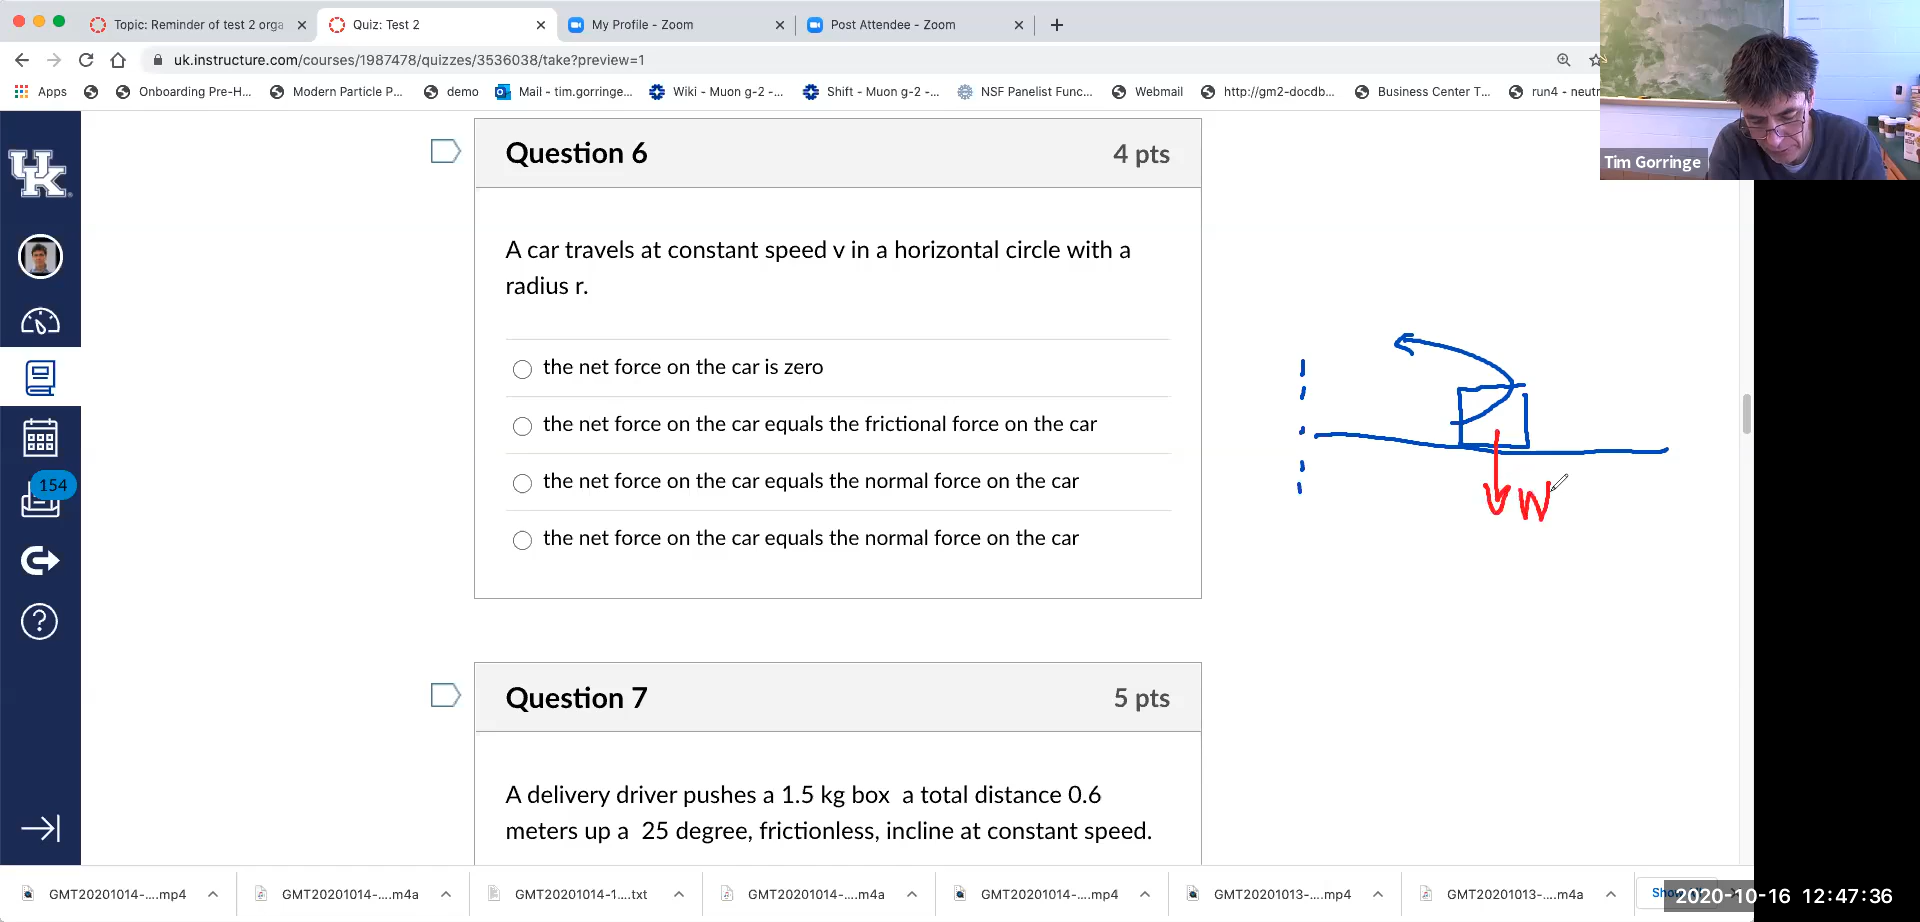 Topic: Reminder of test 2 orga
Quiz: Test 2
My Profile - Zoom
Post Attendee - Zoom
uk.instructure.com/courses/1987478/quizzes/3536038/take?preview=1
Apps
Onboarding Pre-H...
Modern Particle P...
demo
Mail - tim.gorringe...
Wiki - Muon g-2 -...
Shift - Muon g-2 -...
NSF Panelist Func...
Webmail
http://gm2-docdb...
Business Center T...
run4 - neutr
Tim Gorringe
UK
154
Question 6
4 pts
A car travels at constant speed v in a horizontal circle with a
radius r.
the net force on the car is zero
the net force on the car equals the frictional force on the car
the net force on the car equals the normal force on the car
the net force on the car equals the normal force on the car
W
Question 7
5 pts
A delivery driver pushes a 1.5 kg box a total distance 0.6
meters up a 25 degree, frictionless, incline at constant speed.
GMT20201014-....mp4
GMT20201014-....m4a
GMT20201014-1....txt
GMT20201014-....m4a
GMT20201014-....mp4
GMT20201013-....mp4
GMT20201013-....m4a
2020-10-16 12:47:36